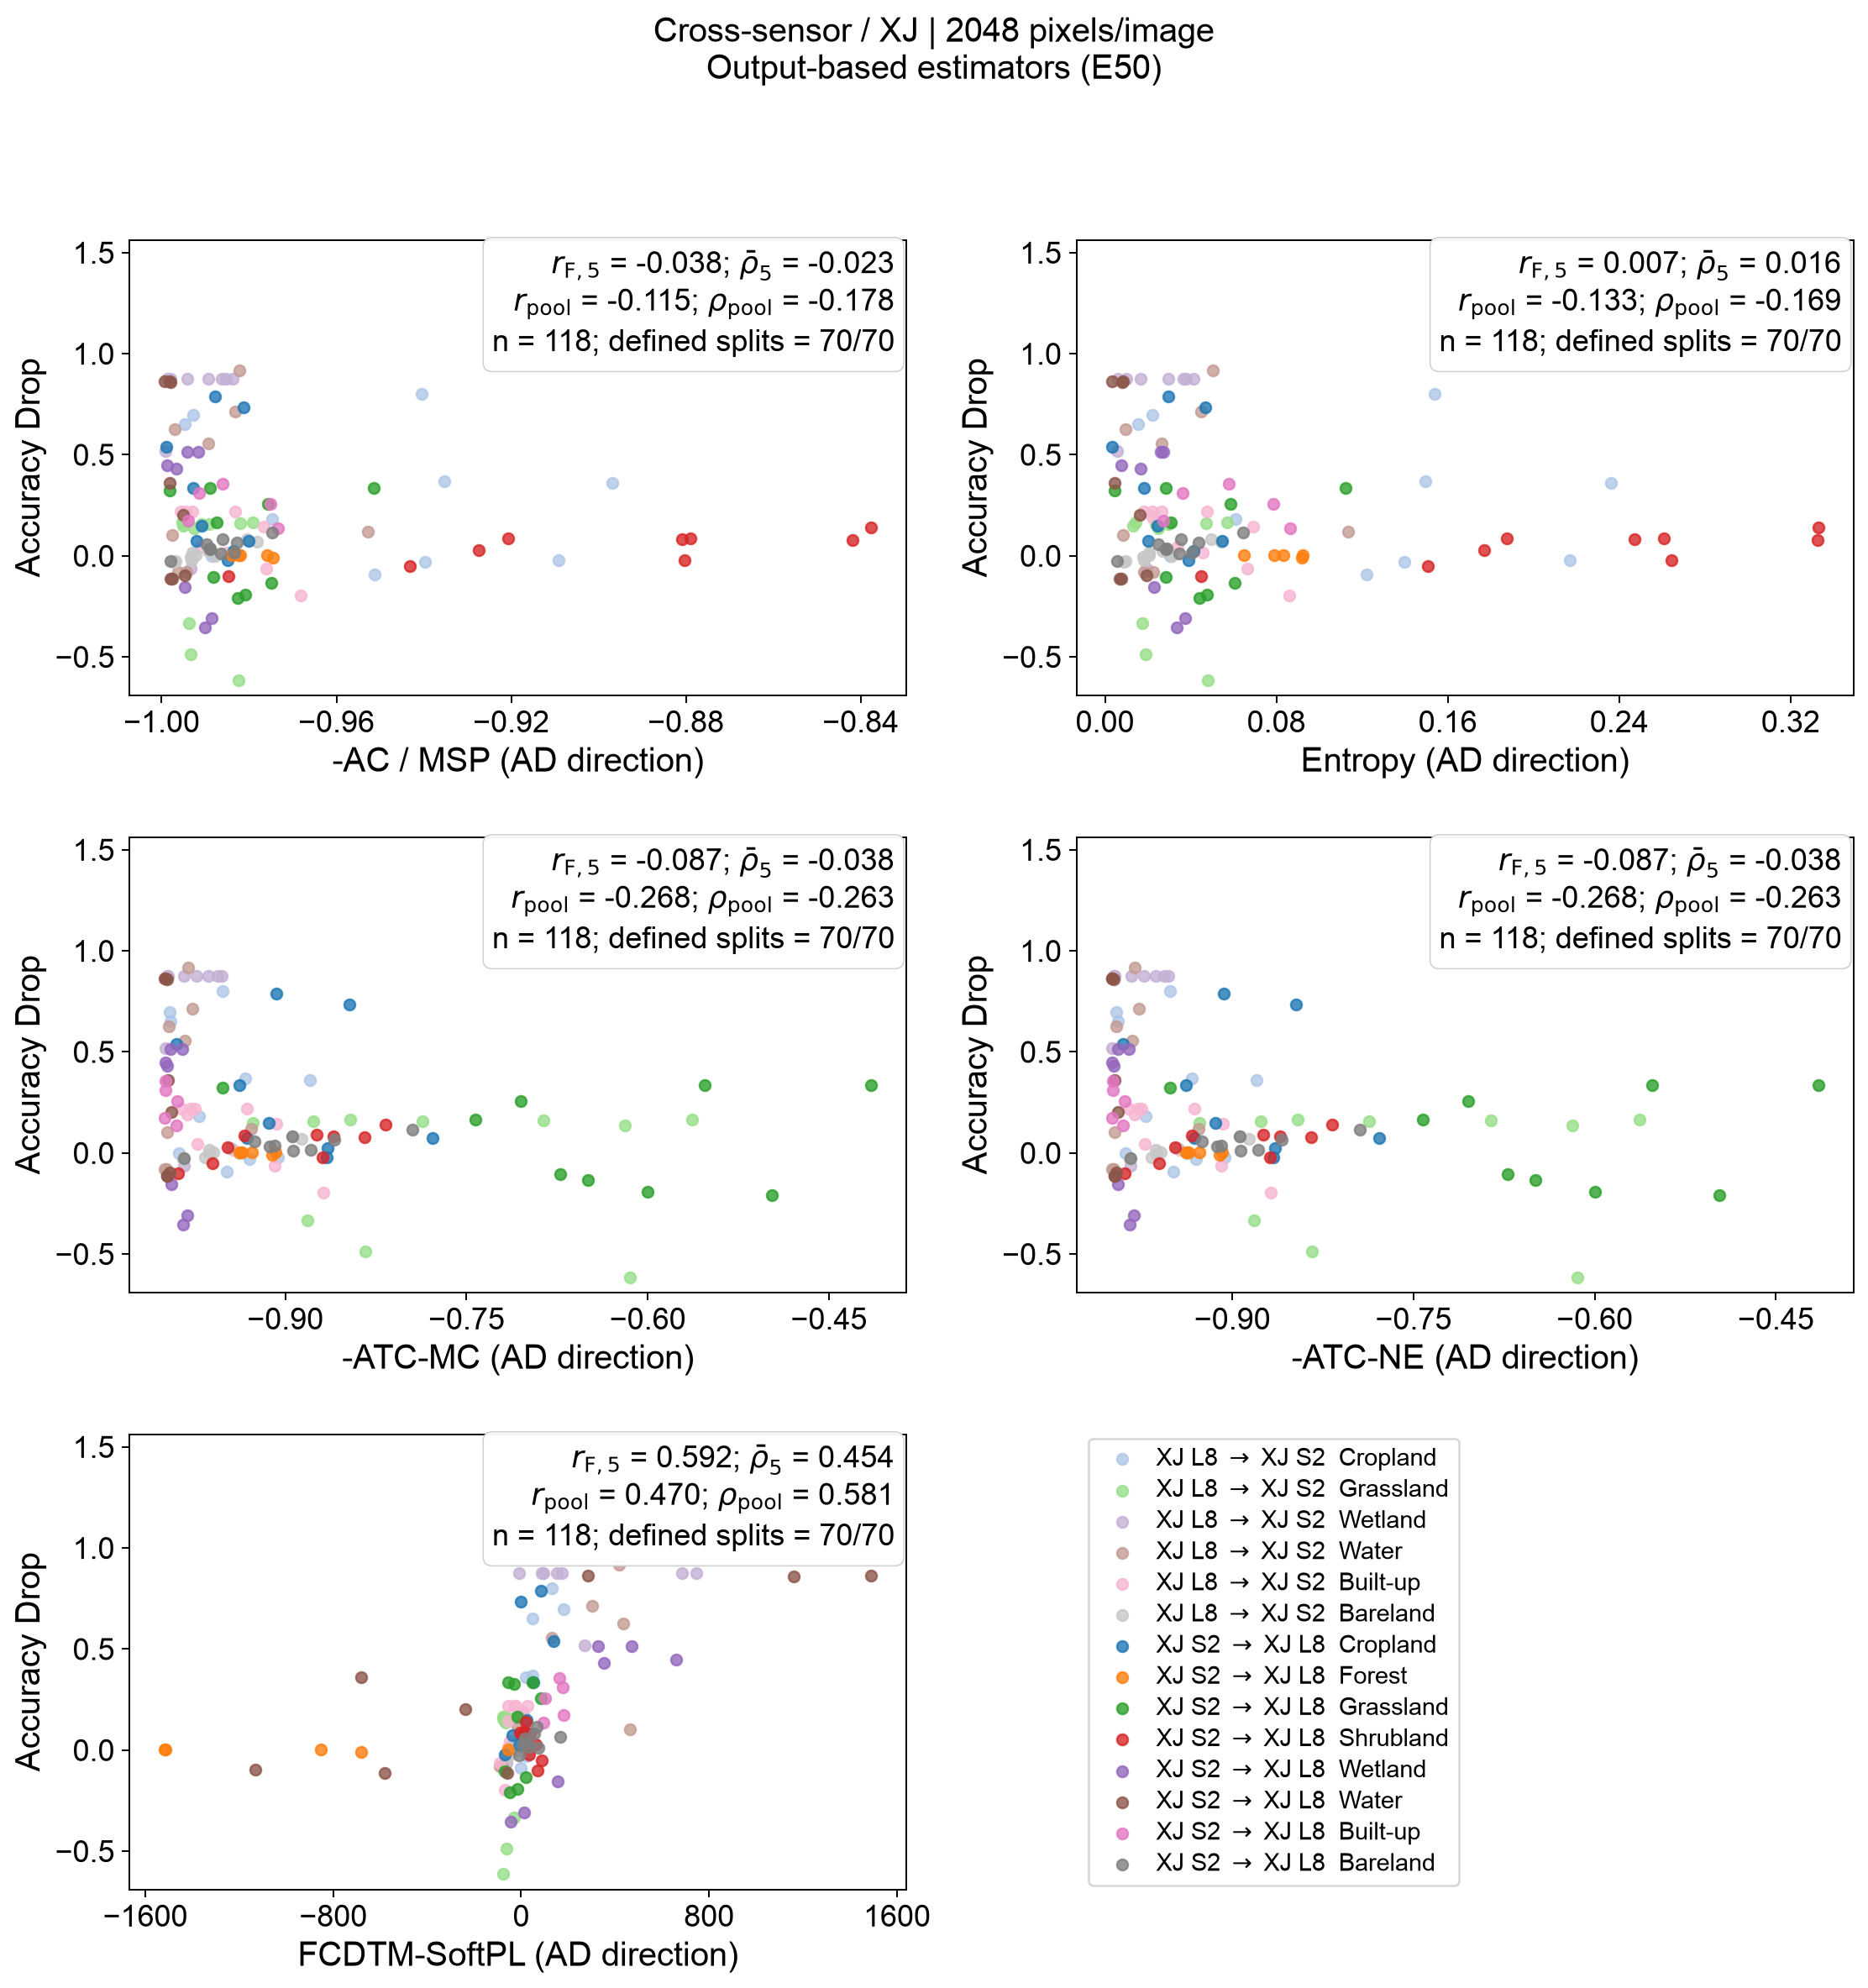 Cross-sensor / XJ | 2048 pixels/image
Output-based estimators (E50)
r_F, 5 = -0.038; ρ̄_5 = -0.023
r_pool = -0.115; ρ_pool = -0.178
n = 118; defined splits = 70/70
1.5
1.0
0.5
0.0
−0.5
Accuracy Drop
−1.00 −0.96 −0.92 −0.88 −0.84
-AC / MSP (AD direction)
r_F, 5 = 0.007; ρ̄_5 = 0.016
r_pool = -0.133; ρ_pool = -0.169
n = 118; defined splits = 70/70
1.5
1.0
0.5
0.0
−0.5
Accuracy Drop
0.00 0.08 0.16 0.24 0.32
Entropy (AD direction)
r_F, 5 = -0.087; ρ̄_5 = -0.038
r_pool = -0.268; ρ_pool = -0.263
n = 118; defined splits = 70/70
1.5
1.0
0.5
0.0
−0.5
Accuracy Drop
−0.90 −0.75 −0.60 −0.45
-ATC-MC (AD direction)
r_F, 5 = -0.087; ρ̄_5 = -0.038
r_pool = -0.268; ρ_pool = -0.263
n = 118; defined splits = 70/70
1.5
1.0
0.5
0.0
−0.5
Accuracy Drop
−0.90 −0.75 −0.60 −0.45
-ATC-NE (AD direction)
r_F, 5 = 0.592; ρ̄_5 = 0.454
r_pool = 0.470; ρ_pool = 0.581
n = 118; defined splits = 70/70
1.5
1.0
0.5
0.0
−0.5
Accuracy Drop
−1600 −800 0 800 1600
FCDTM-SoftPL (AD direction)
XJ L8 → XJ S2 Cropland
XJ L8 → XJ S2 Grassland
XJ L8 → XJ S2 Wetland
XJ L8 → XJ S2 Water
XJ L8 → XJ S2 Built-up
XJ L8 → XJ S2 Bareland
XJ S2 → XJ L8 Cropland
XJ S2 → XJ L8 Forest
XJ S2 → XJ L8 Grassland
XJ S2 → XJ L8 Shrubland
XJ S2 → XJ L8 Wetland
XJ S2 → XJ L8 Water
XJ S2 → XJ L8 Built-up
XJ S2 → XJ L8 Bareland